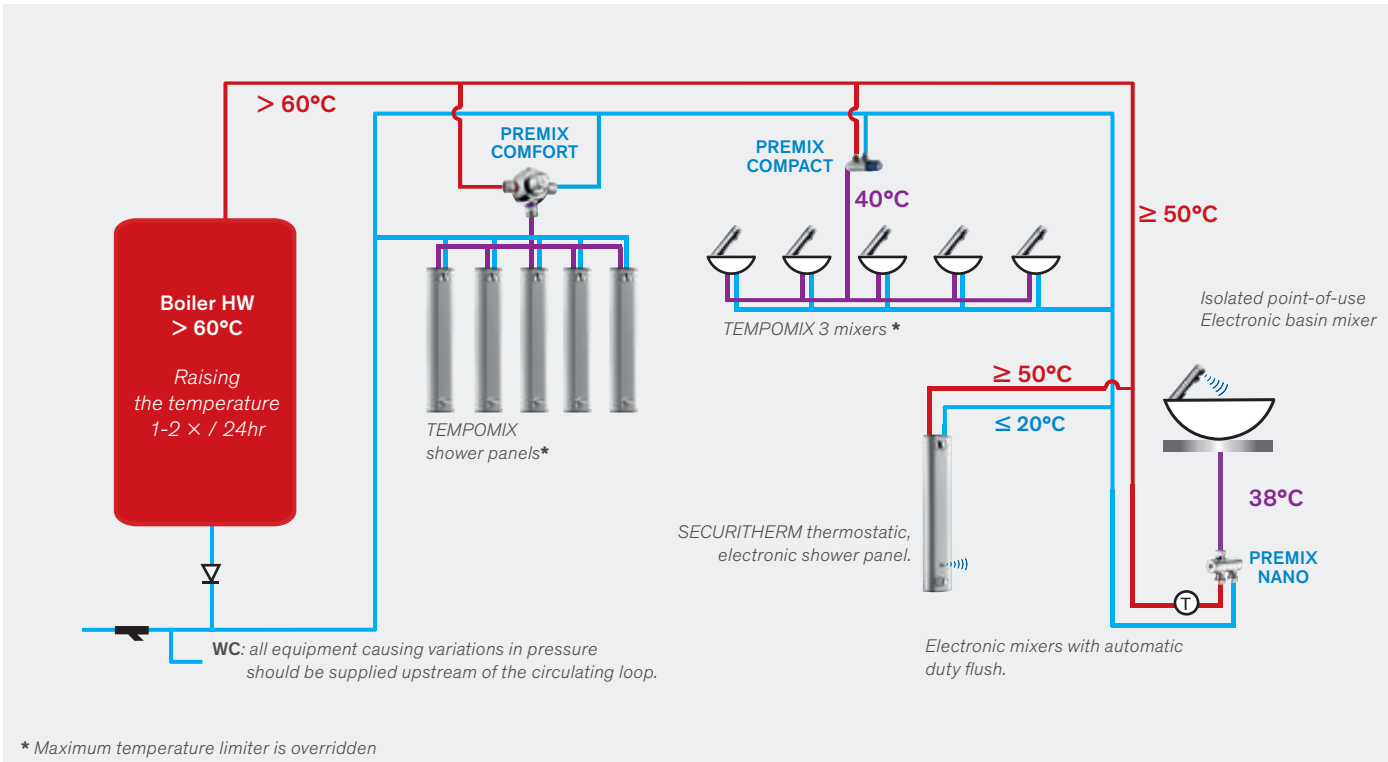 > 60°C
PREMIX
COMFORT
PREMIX
COMPACT
40°C
≥ 50°C
Boiler HW
> 60°C
Raising
the temperature
1-2 × / 24hr
Isolated point-of-use
Electronic basin mixer
TEMPOMIX 3 mixers *
≥ 50°C
≤ 20°C
TEMPOMIX
shower panels*
38°C
SECURITHERM thermostatic,
electronic shower panel.
PREMIX
NANO
T
WC: all equipment causing variations in pressure
should be supplied upstream of the circulating loop.
Electronic mixers with automatic
duty flush.
* Maximum temperature limiter is overridden